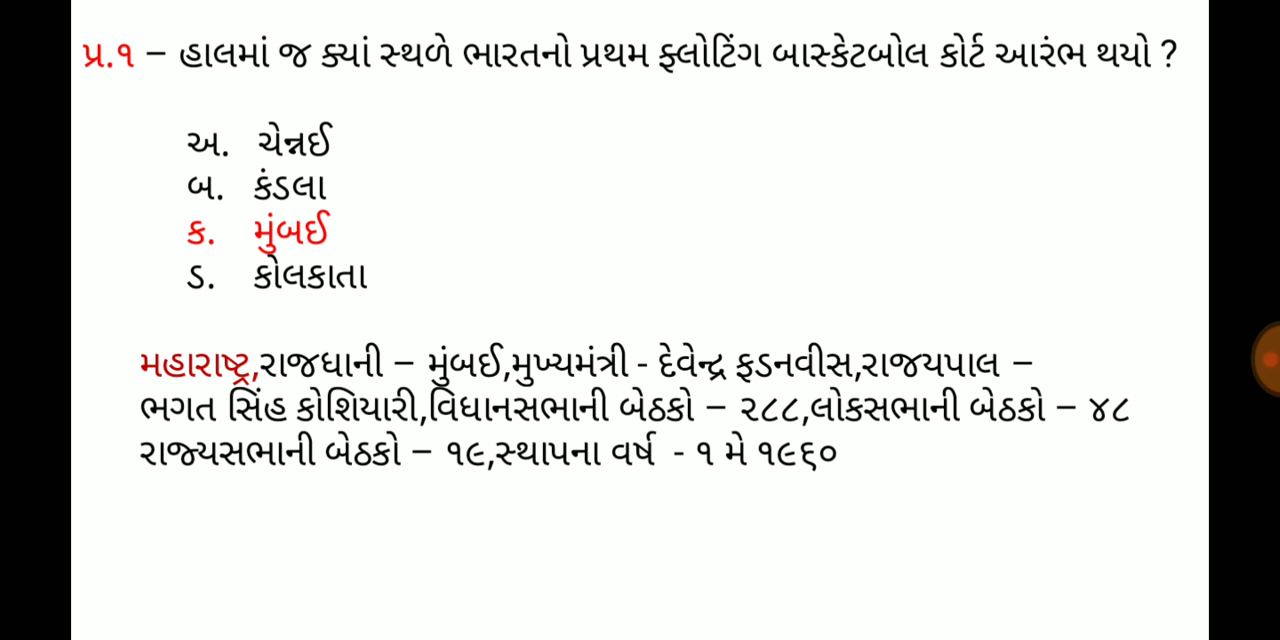 પ્ર.૧ – હાલમાં જ ક્યાં સ્થળે ભારતનો પ્રથમ ફ્લોટિંગ બાસ્કેટબોલ કોર્ટ આરંભ થયો ?
અ. ચેન્નઈ
બ. કંડલા
ક. મુંબઈ
ડ. કોલકાતા
મહારાષ્ટ્ર,રાજધાની – મુંબઈ,મુખ્યમંત્રી - દેવેન્દ્ર ફડનવીસ,રાજયપાલ –
ભગત સિંહ કોશિયારી,વિધાનસભાની બેઠકો – ૨૮૮,લોકસભાની બેઠકો – ૪૮
રાજ્યસભાની બેઠકો – ૧૯,સ્થાપના વર્ષ - ૧ મે ૧૯૬૦